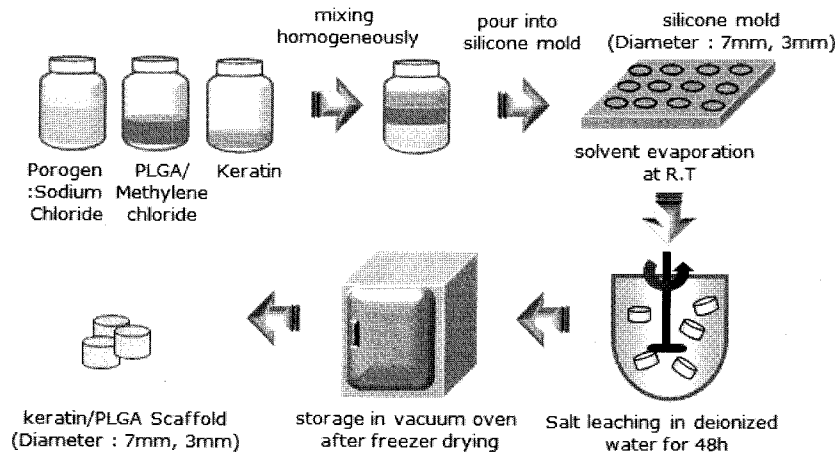 mixing
homogeneously
pour into
silicone mold
silicone mold
(Diameter : 7mm, 3mm)
Porogen
:Sodium
Chloride
PLGA/
Methylene
chloride
Keratin
solvent evaporation
at R.T
keratin/PLGA Scaffold
(Diameter : 7mm, 3mm)
storage in vacuum oven
after freezer drying
Salt leaching in deionized
water for 48h